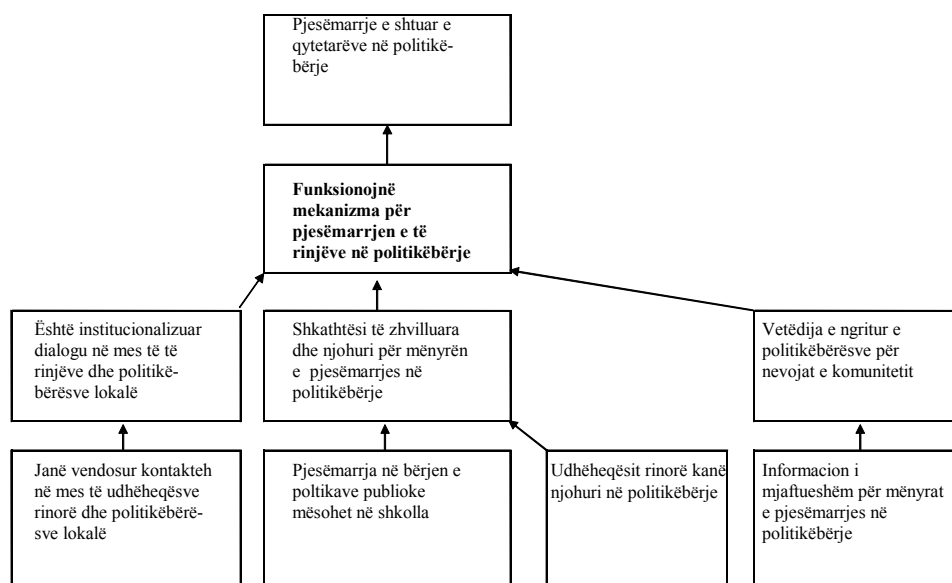 Pjesëmarrje e shtuar e
qytetarëve në politikë-
bërje
Funksionojnë
mekanizma për
pjesëmarrjen e të
rinjëve në politikëbërje
Është institucionalizuar
dialogu në mes të të
rinjëve dhe politikë-
bërësve lokalë
Shkathtësi të zhvilluara
dhe njohuri për mënyrën
e pjesëmarrjes në
politikëbërje
Vetëdija e ngritur e
politikëbërësve për
nevojat e komunitetit
Janë vendosur kontakteh
në mes të udhëheqësve
rinorë dhe politikëbërë-
sve lokalë
Pjesëmarrja në bërjen e
poltikave publioke
mësohet në shkolla
Udhëheqësit rinorë kanë
njohuri në politikëbërje
Informacion i
mjaftueshëm për mënyrat
e pjesëmarrjes në
politikëbërje